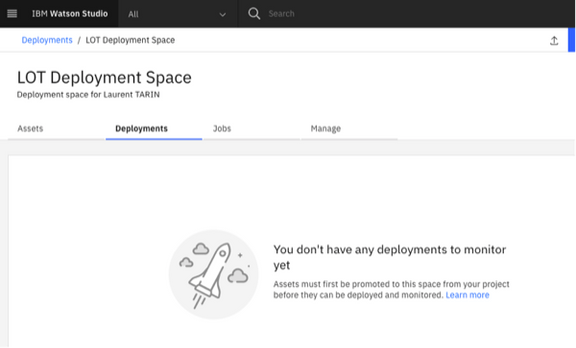 IBM Watson Studio All Search
Deployments / LOT Deployment Space
LOT Deployment Space
Deployment space for Laurent TARIN
Assets Deployments Jobs Manage
You don't have any deployments to monitor
yet
Assets must first be promoted to this space from your project
before they can be deployed and monitored. Learn more